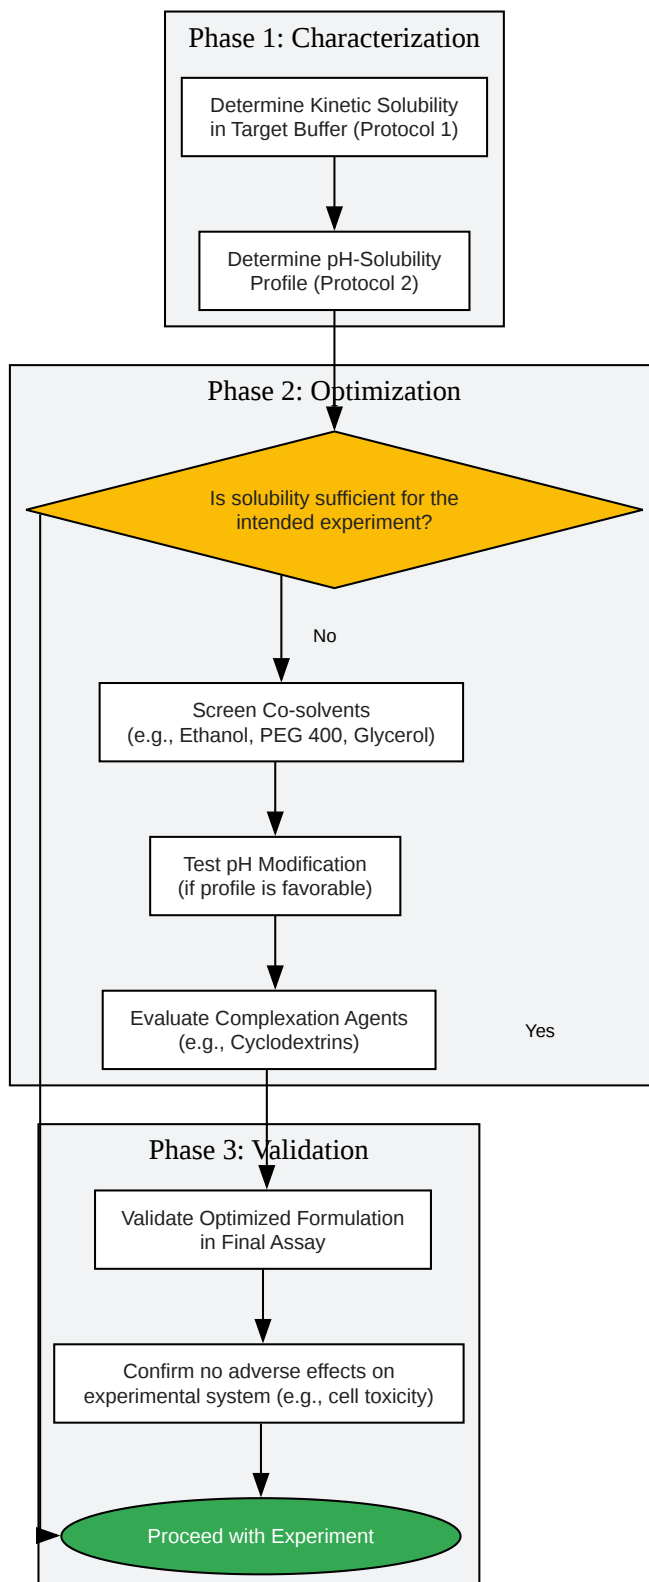 Phase 1: Characterization
Determine Kinetic Solubility
in Target Buffer (Protocol 1)
Determine pH-Solubility
Profile (Protocol 2)
Phase 2: Optimization
Is solubility sufficient for the
intended experiment?
No
Screen Co-solvents
(e.g., Ethanol, PEG 400, Glycerol)
Test pH Modification
(if profile is favorable)
Evaluate Complexation Agents
(e.g., Cyclodextrins)
Yes
Phase 3: Validation
Validate Optimized Formulation
in Final Assay
Confirm no adverse effects on
experimental system (e.g., cell toxicity)
Proceed with Experiment